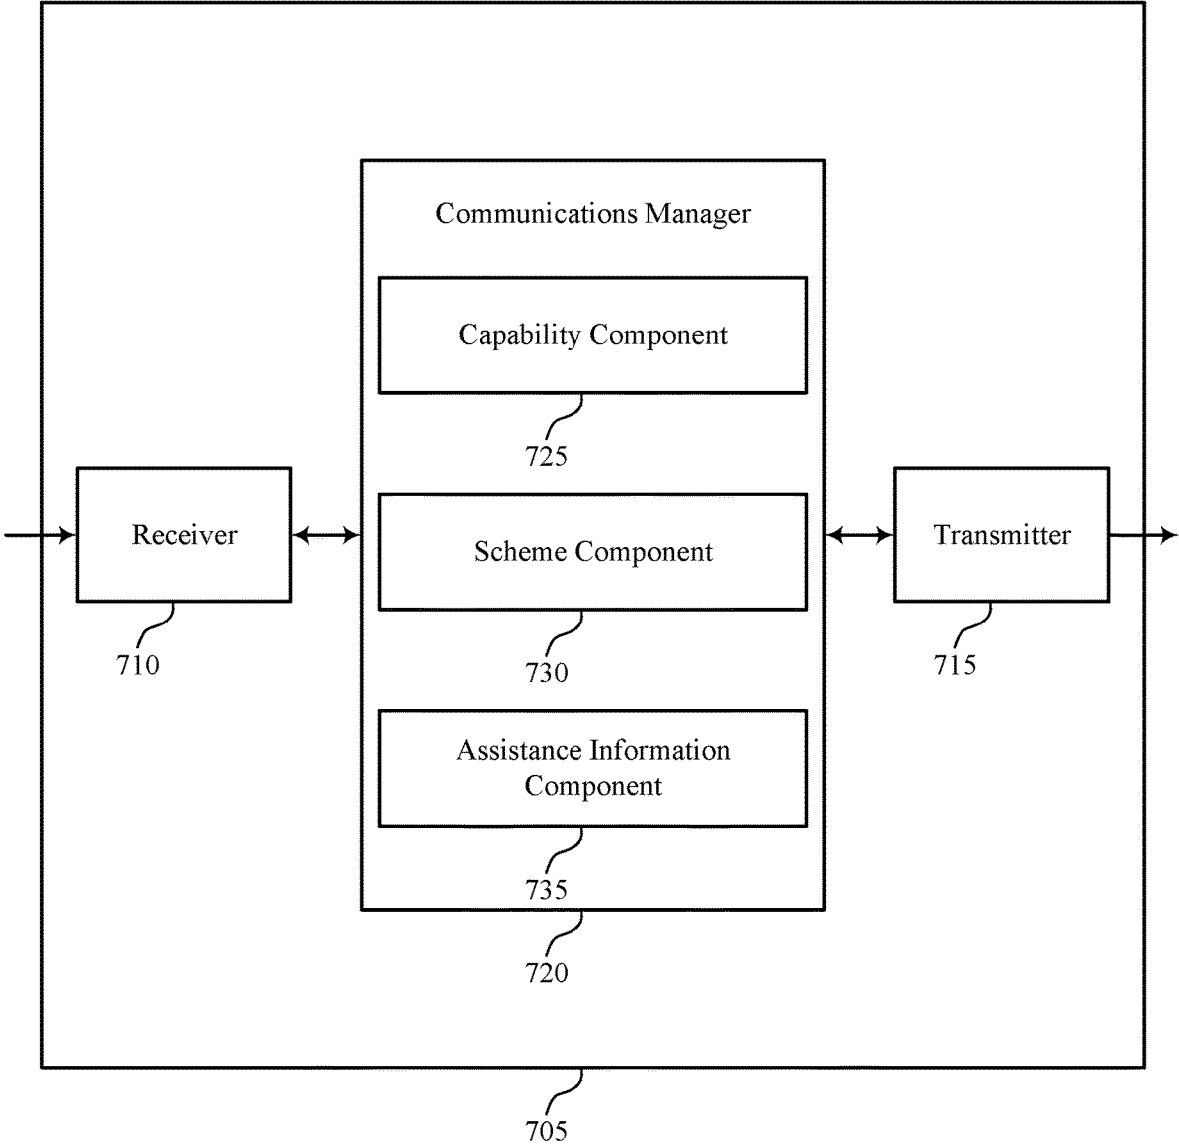 Communications Manager
Capability Component
725
Receiver
Scheme Component
Transmitter
710
730
715
Assistance Information
Component
735
720
705